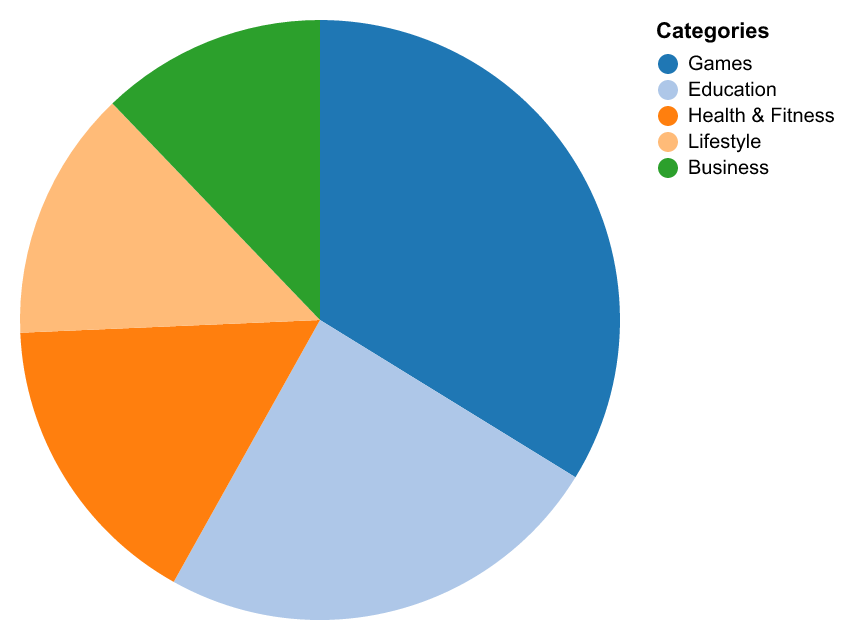 Categories
Games
Education
Health & Fitness
Lifestyle
Business